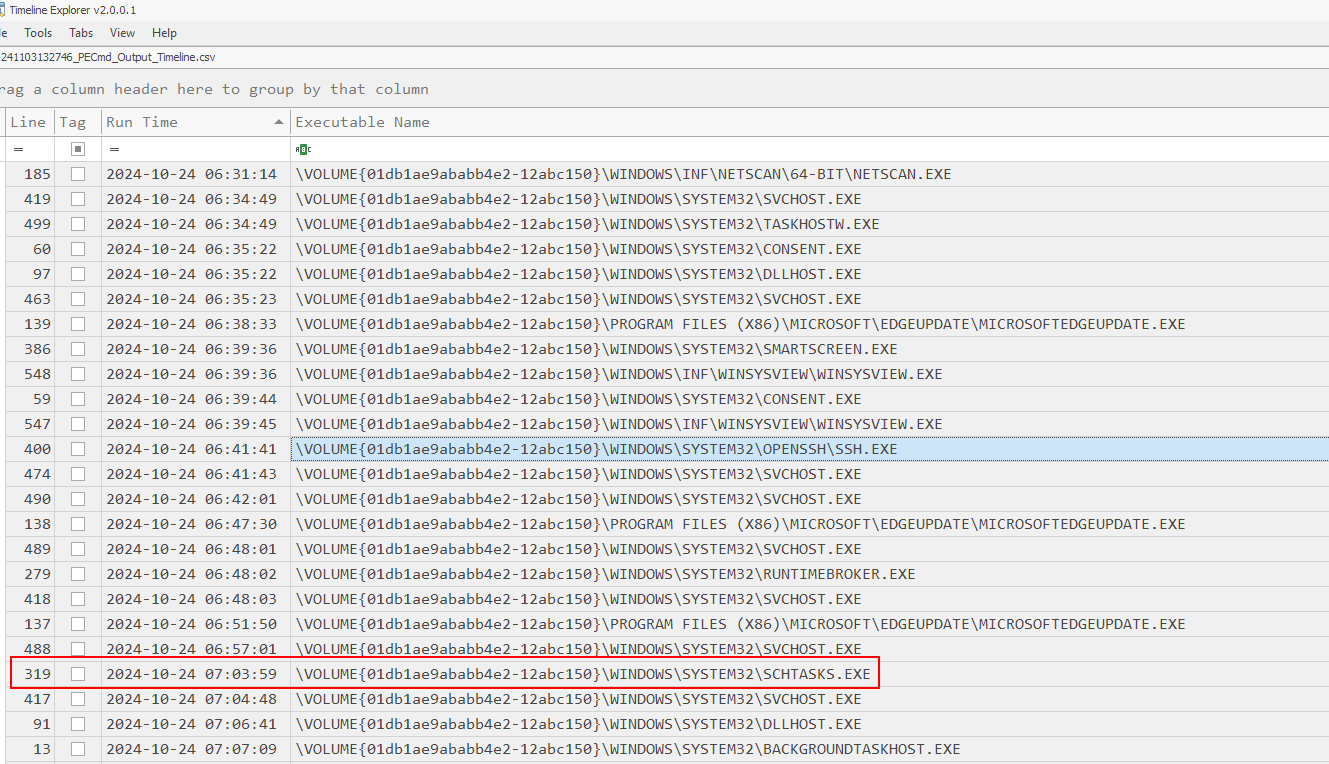 Timeline Explorer v2.0.0.1
Tools Tabs View Help
241103132746_PECmd_Output_Timeline.csv
rag a column header here to group by that column
Line Tag Run Time Executable Name
= = ABC
185 2024-10-24 06:31:14 \VOLUME{01db1ae9ababb4e2-12abc150}\WINDOWS\INF\NETSCAN\64-BIT\NETSCAN.EXE
419 2024-10-24 06:34:49 \VOLUME{01db1ae9ababb4e2-12abc150}\WINDOWS\SYSTEM32\SVCHOST.EXE
499 2024-10-24 06:34:49 \VOLUME{01db1ae9ababb4e2-12abc150}\WINDOWS\SYSTEM32\TASKHOSTW.EXE
60 2024-10-24 06:35:22 \VOLUME{01db1ae9ababb4e2-12abc150}\WINDOWS\SYSTEM32\CONSENT.EXE
97 2024-10-24 06:35:22 \VOLUME{01db1ae9ababb4e2-12abc150}\WINDOWS\SYSTEM32\DLLHOST.EXE
463 2024-10-24 06:35:23 \VOLUME{01db1ae9ababb4e2-12abc150}\WINDOWS\SYSTEM32\SVCHOST.EXE
139 2024-10-24 06:38:33 \VOLUME{01db1ae9ababb4e2-12abc150}\PROGRAM FILES (X86)\MICROSOFT\EDGEUPDATE\MICROSOFTEDGEUPDATE.EXE
386 2024-10-24 06:39:36 \VOLUME{01db1ae9ababb4e2-12abc150}\WINDOWS\SYSTEM32\SMARTSCREEN.EXE
548 2024-10-24 06:39:36 \VOLUME{01db1ae9ababb4e2-12abc150}\WINDOWS\INF\WINSYSVIEW\WINSYSVIEW.EXE
59 2024-10-24 06:39:44 \VOLUME{01db1ae9ababb4e2-12abc150}\WINDOWS\SYSTEM32\CONSENT.EXE
547 2024-10-24 06:39:45 \VOLUME{01db1ae9ababb4e2-12abc150}\WINDOWS\INF\WINSYSVIEW\WINSYSVIEW.EXE
400 2024-10-24 06:41:41 \VOLUME{01db1ae9ababb4e2-12abc150}\WINDOWS\SYSTEM32\OPENSSH\SSH.EXE
474 2024-10-24 06:41:43 \VOLUME{01db1ae9ababb4e2-12abc150}\WINDOWS\SYSTEM32\SVCHOST.EXE
490 2024-10-24 06:42:01 \VOLUME{01db1ae9ababb4e2-12abc150}\WINDOWS\SYSTEM32\SVCHOST.EXE
138 2024-10-24 06:47:30 \VOLUME{01db1ae9ababb4e2-12abc150}\PROGRAM FILES (X86)\MICROSOFT\EDGEUPDATE\MICROSOFTEDGEUPDATE.EXE
489 2024-10-24 06:48:01 \VOLUME{01db1ae9ababb4e2-12abc150}\WINDOWS\SYSTEM32\SVCHOST.EXE
279 2024-10-24 06:48:02 \VOLUME{01db1ae9ababb4e2-12abc150}\WINDOWS\SYSTEM32\RUNTIMEBROKER.EXE
418 2024-10-24 06:48:03 \VOLUME{01db1ae9ababb4e2-12abc150}\WINDOWS\SYSTEM32\SVCHOST.EXE
137 2024-10-24 06:51:50 \VOLUME{01db1ae9ababb4e2-12abc150}\PROGRAM FILES (X86)\MICROSOFT\EDGEUPDATE\MICROSOFTEDGEUPDATE.EXE
488 2024-10-24 06:57:01 \VOLUME{01db1ae9ababb4e2-12abc150}\WINDOWS\SYSTEM32\SVCHOST.EXE
319 2024-10-24 07:03:59 \VOLUME{01db1ae9ababb4e2-12abc150}\WINDOWS\SYSTEM32\SCHTASKS.EXE
417 2024-10-24 07:04:48 \VOLUME{01db1ae9ababb4e2-12abc150}\WINDOWS\SYSTEM32\SVCHOST.EXE
91 2024-10-24 07:06:41 \VOLUME{01db1ae9ababb4e2-12abc150}\WINDOWS\SYSTEM32\DLLHOST.EXE
13 2024-10-24 07:07:09 \VOLUME{01db1ae9ababb4e2-12abc150}\WINDOWS\SYSTEM32\BACKGROUNDTASKHOST.EXE